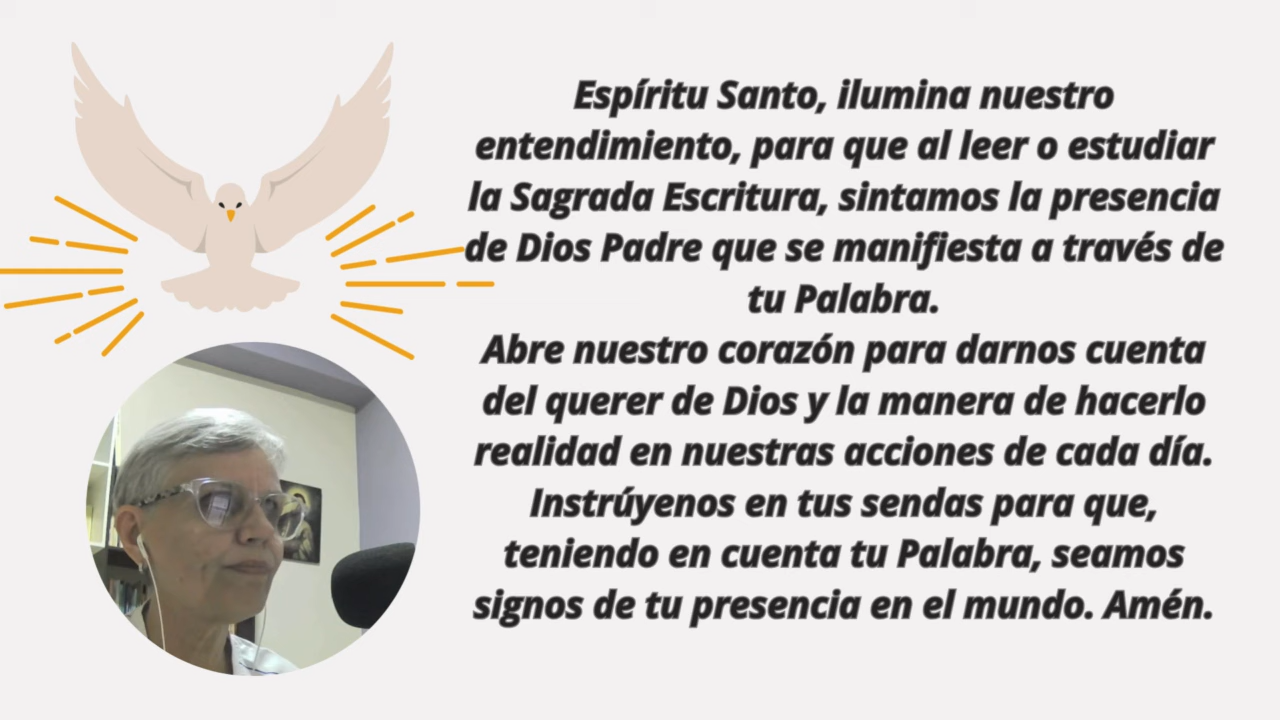 Espíritu Santo, ilumina nuestro
entendimiento, para que al leer o estudiar
la Sagrada Escritura, sintamos la presencia
de Dios Padre que se manifiesta a través de
tu Palabra.
Abre nuestro corazón para darnos cuenta
del querer de Dios y la manera de hacerlo
realidad en nuestras acciones de cada día.
Instrúyenos en tus sendas para que,
teniendo en cuenta tu Palabra, seamos
signos de tu presencia en el mundo. Amén.